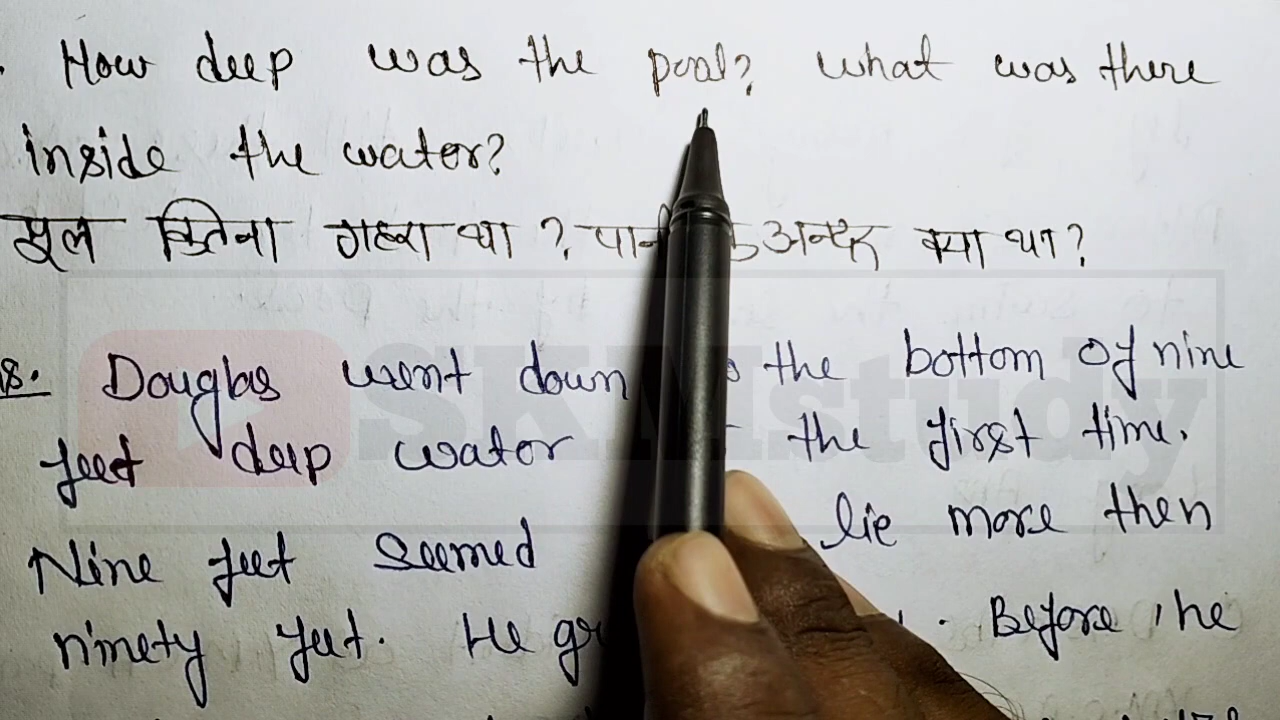 How deep was the pool? what was there
inside the water?
कितना गहरा था? अन्दर क्या था?
18. Douglas went down the bottom of nine
feet deep water the first time.
Nine feet seemed lie more then
ninety feet. He Before he
SKMstudy